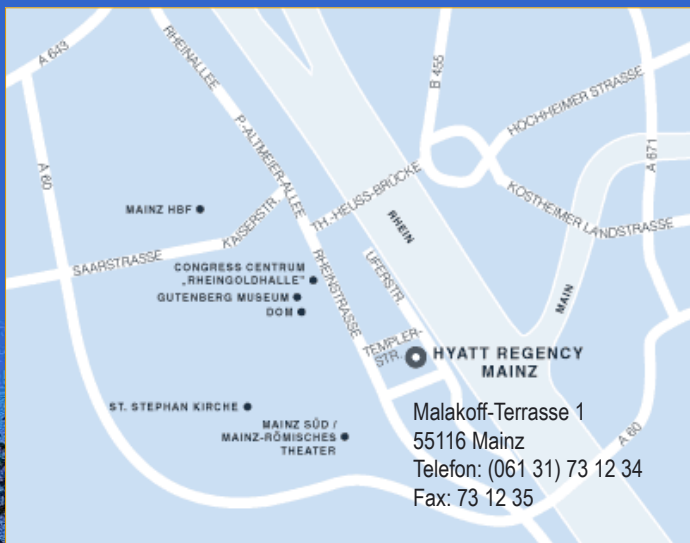 A 643
RHEINALLEE
B 455
HOCHHEIMER STRASSE
P.-ALTMEIER-ALLEE
A 60
A 671
TH.-HEUSS-BRÜCKE
MAINZ HBF
KAISERSTR.
KOSTHEIMER LANDSTRASSE
RHEIN
SAARSTRASSE
CONGRESS CENTRUM
„RHEINGOLDHALLE"
GUTENBERG MUSEUM
DOM
RHEINSTRASSE
UFERSTR.
MAIN
TEMPLER-
STR.
HYATT REGENCY
MAINZ
ST. STEPHAN KIRCHE
MAINZ SÜD /
MAINZ-RÖMISCHES
THEATER
Malakoff-Terrasse 1
55116 Mainz
Telefon: (061 31) 73 12 34
Fax: 73 12 35
A 60